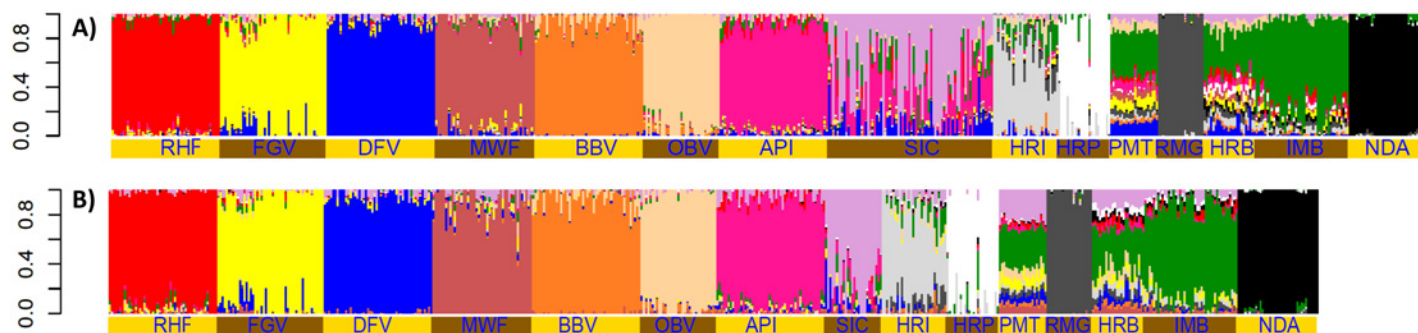 A)
0.8
0.4
0.0
RHF FGV DFV MWF BBV OBV API SIC HRI HRP PMT RMG HRB IMB NDA
B)
0.8
0.4
0.0
RHF FGV DFV MWF BBV OBV API SIC HRI HRP PMT RMG HRB IMB NDA